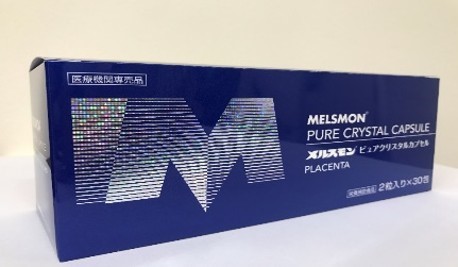 医療機関専売品
MELSMON®
PURE CRYSTAL CAPSULE
メルスモン ピュアクリスタルカプセル
PLACENTA
2粒入り×30包